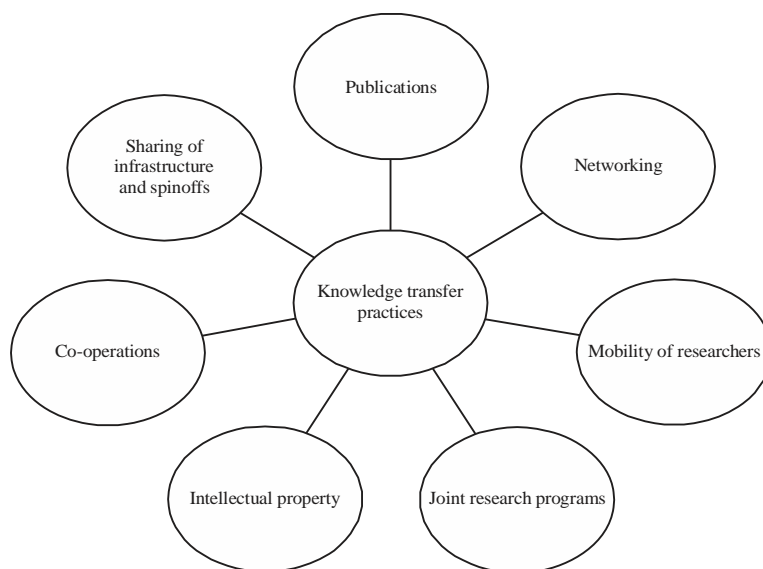 Publications
Sharing of
infrastructure
and spinoffs
Networking
Knowledge transfer
practices
Co-operations
Mobility of researchers
Intellectual property
Joint research programs